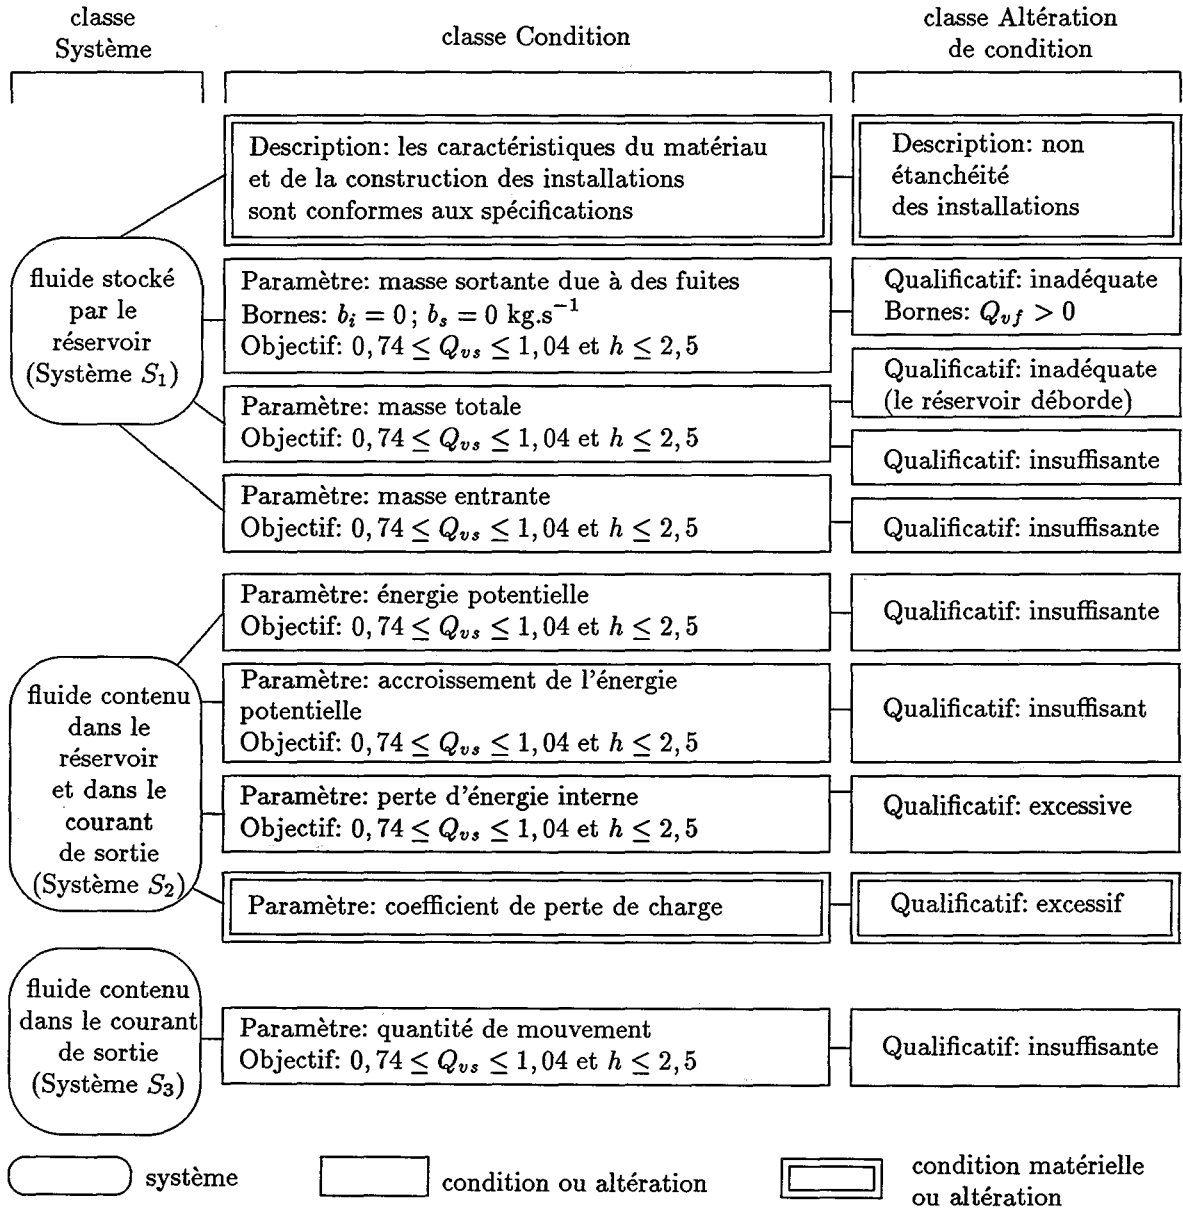 classe
Système
classe Condition
classe Altération
de condition
Description: les caractéristiques du matériau
et de la construction des installations
sont conformes aux spécifications
Description: non
étanchéité
des installations
fluide stocké
par le
réservoir
(Système S₁)
Paramètre: masse sortante due à des fuites
Bornes: bᵢ = 0 ; bₛ = 0 kg.s⁻¹
Objectif: 0, 74 ≤ Qᵥₛ ≤ 1, 04 et h ≤ 2, 5
Qualificatif: inadéquate
Bornes: Q_{vf} > 0
Paramètre: masse totale
Objectif: 0, 74 ≤ Qᵥₛ ≤ 1, 04 et h ≤ 2, 5
Qualificatif: inadéquate
(le réservoir déborde)
Qualificatif: insuffisante
Paramètre: masse entrante
Objectif: 0, 74 ≤ Qᵥₛ ≤ 1, 04 et h ≤ 2, 5
Qualificatif: insuffisante
fluide contenu
dans le
réservoir
et dans le
courant
de sortie
(Système S₂)
Paramètre: énergie potentielle
Objectif: 0, 74 ≤ Qᵥₛ ≤ 1, 04 et h ≤ 2, 5
Qualificatif: insuffisante
Paramètre: accroissement de l'énergie
potentielle
Objectif: 0, 74 ≤ Qᵥₛ ≤ 1, 04 et h ≤ 2, 5
Qualificatif: insuffisant
Paramètre: perte d'énergie interne
Objectif: 0, 74 ≤ Qᵥₛ ≤ 1, 04 et h ≤ 2, 5
Qualificatif: excessive
Paramètre: coefficient de perte de charge
Qualificatif: excessif
fluide contenu
dans le courant
de sortie
(Système S₃)
Paramètre: quantité de mouvement
Objectif: 0, 74 ≤ Qᵥₛ ≤ 1, 04 et h ≤ 2, 5
Qualificatif: insuffisante
système
condition ou altération
condition matérielle
ou altération